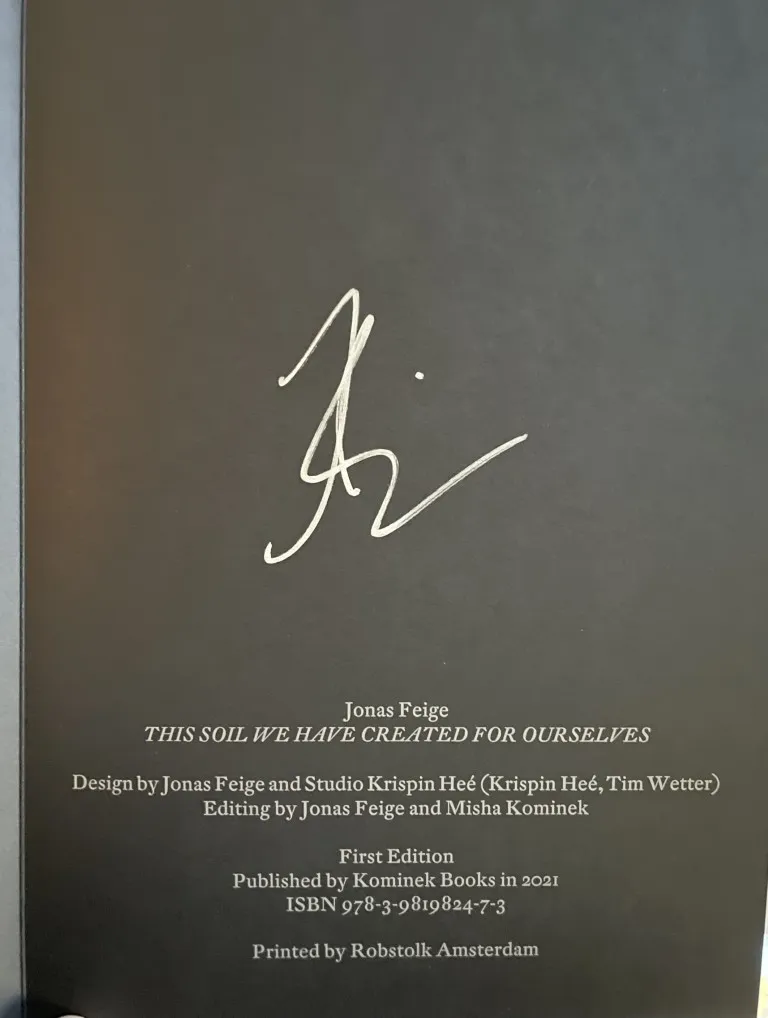 Jonas Feige
THIS SOIL WE HAVE CREATED FOR OURSELVES
Design by Jonas Feige and Studio Krispin Heé (Krispin Heé, Tim Wetter)
Editing by Jonas Feige and Misha Kominek
First Edition
Published by Kominek Books in 2021
ISBN 978-3-9819824-7-3
Printed by Robstolk Amsterdam